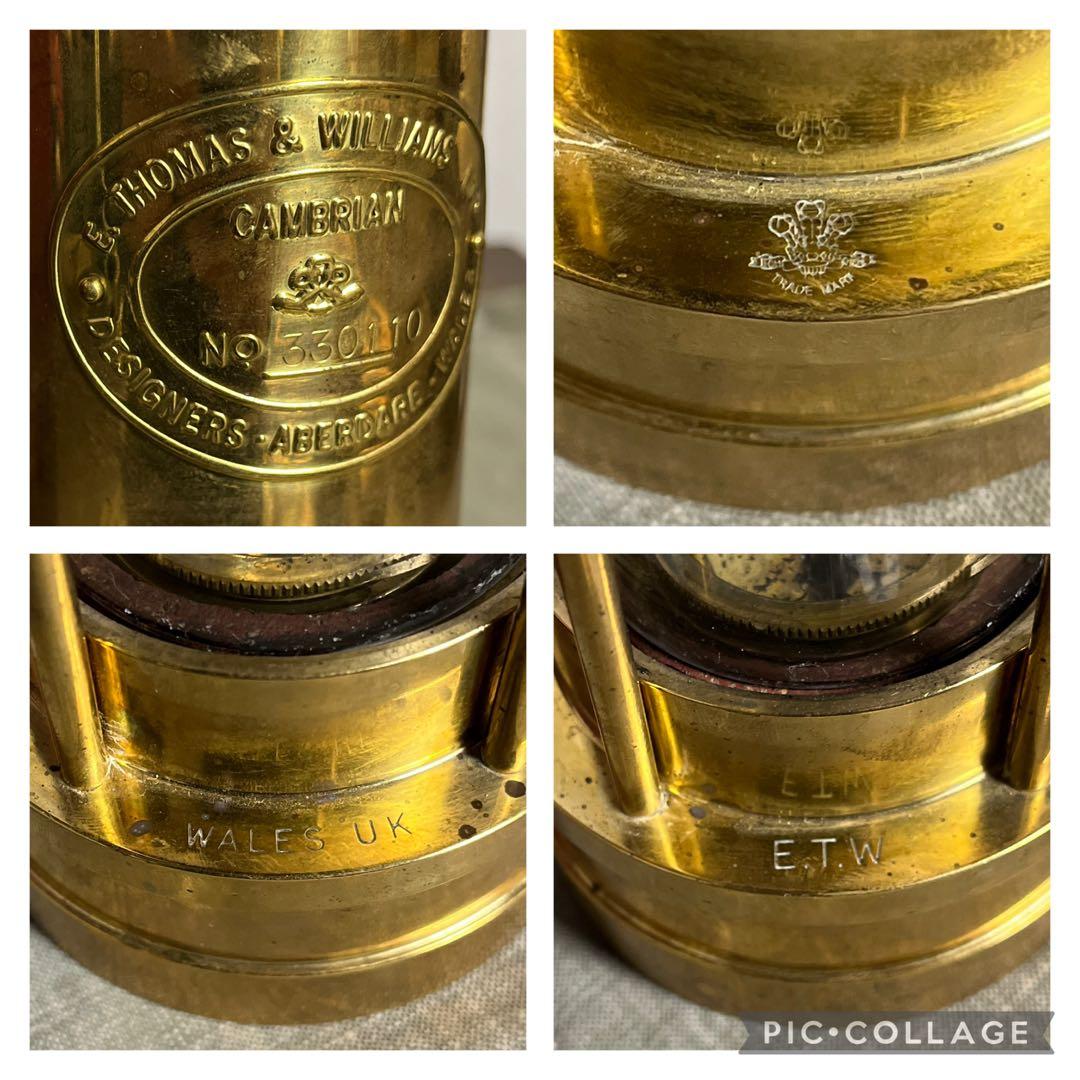 E. THOMAS & WILLIAMS
CAMBRIAN
No 330110
DESIGNERS - ABERDARE - WALES
TRADE MARK
WALES UK
E.T.W
PIC•COLLAGE